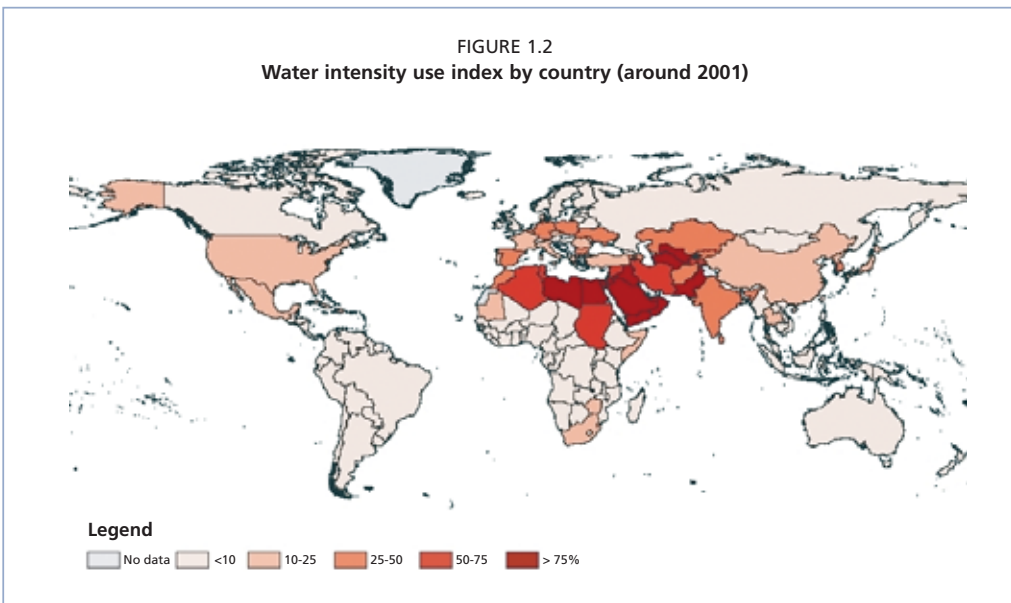 FIGURE 1.2
Water intensity use index by country (around 2001)
Legend
No data <10 10-25 25-50 50-75 > 75%